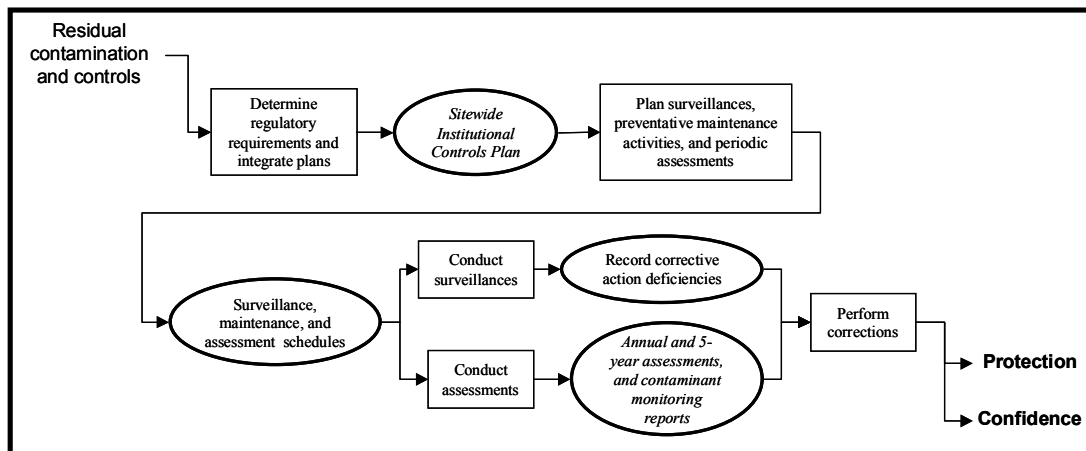 Residual
contamination
and controls
Determine
regulatory
requirements and
integrate plans
Sitewide
Institutional
Controls Plan
Plan surveillances,
preventative maintenance
activities, and periodic
assessments
Surveillance,
maintenance, and
assessment schedules
Conduct
surveillances
Record corrective
action deficiencies
Conduct
assessments
Annual and 5-
year assessments,
and contaminant
monitoring
reports
Perform
corrections
Protection
Confidence